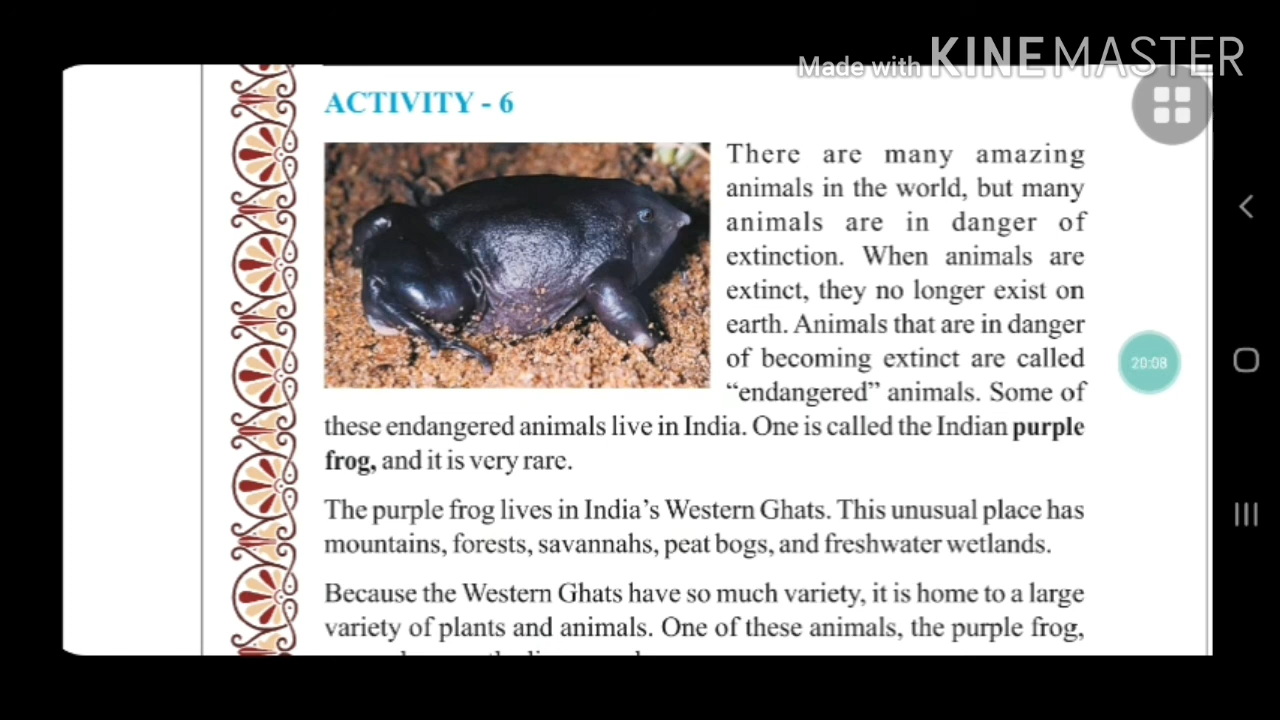 Made with KINEMASTER
ACTIVITY - 6
There are many amazing
animals in the world, but many
animals are in danger of
extinction. When animals are
extinct, they no longer exist on
earth. Animals that are in danger
of becoming extinct are called
“endangered” animals. Some of
these endangered animals live in India. One is called the Indian purple
frog, and it is very rare.
20:08
The purple frog lives in India’s Western Ghats. This unusual place has
mountains, forests, savannahs, peat bogs, and freshwater wetlands.
Because the Western Ghats have so much variety, it is home to a large
variety of plants and animals. One of these animals, the purple frog,